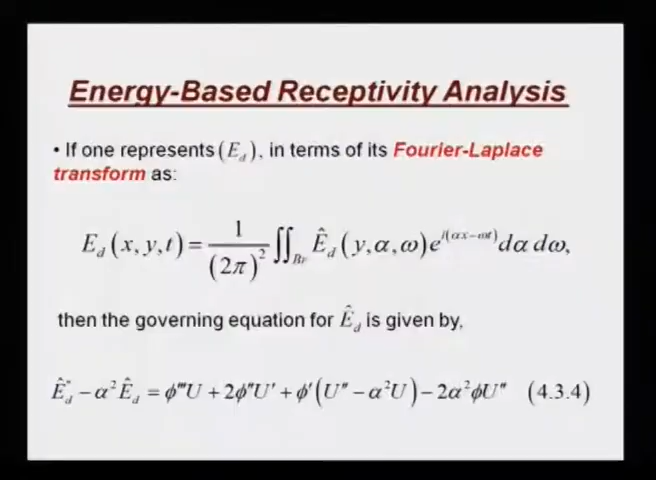 Energy-Based Receptivity Analysis
• If one represents (E_d), in terms of its Fourier-Laplace
transform as:
E_d(x,y,t) = 1/(2π)² ∬_Br Ê_d(y,α,ω)e^{i(αx−ωt)}dα dω,
then the governing equation for Ê_d is given by,
Ê_d″ − α²Ê_d = φ‴U + 2φ″U′ + φ′(U″ − α²U) − 2α²φU″ (4.3.4)